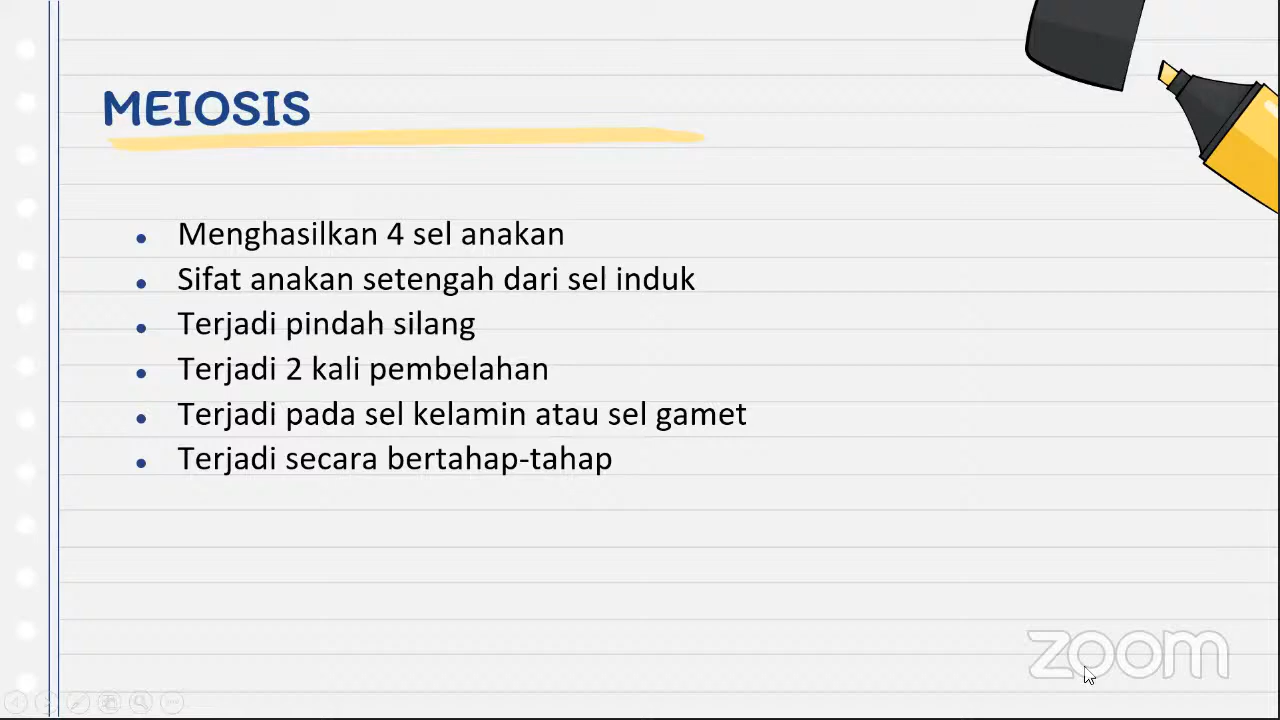 MEIOSIS
Menghasilkan 4 sel anakan
Sifat anakan setengah dari sel induk
Terjadi pindah silang
Terjadi 2 kali pembelahan
Terjadi pada sel kelamin atau sel gamet
Terjadi secara bertahap-tahap
zoom